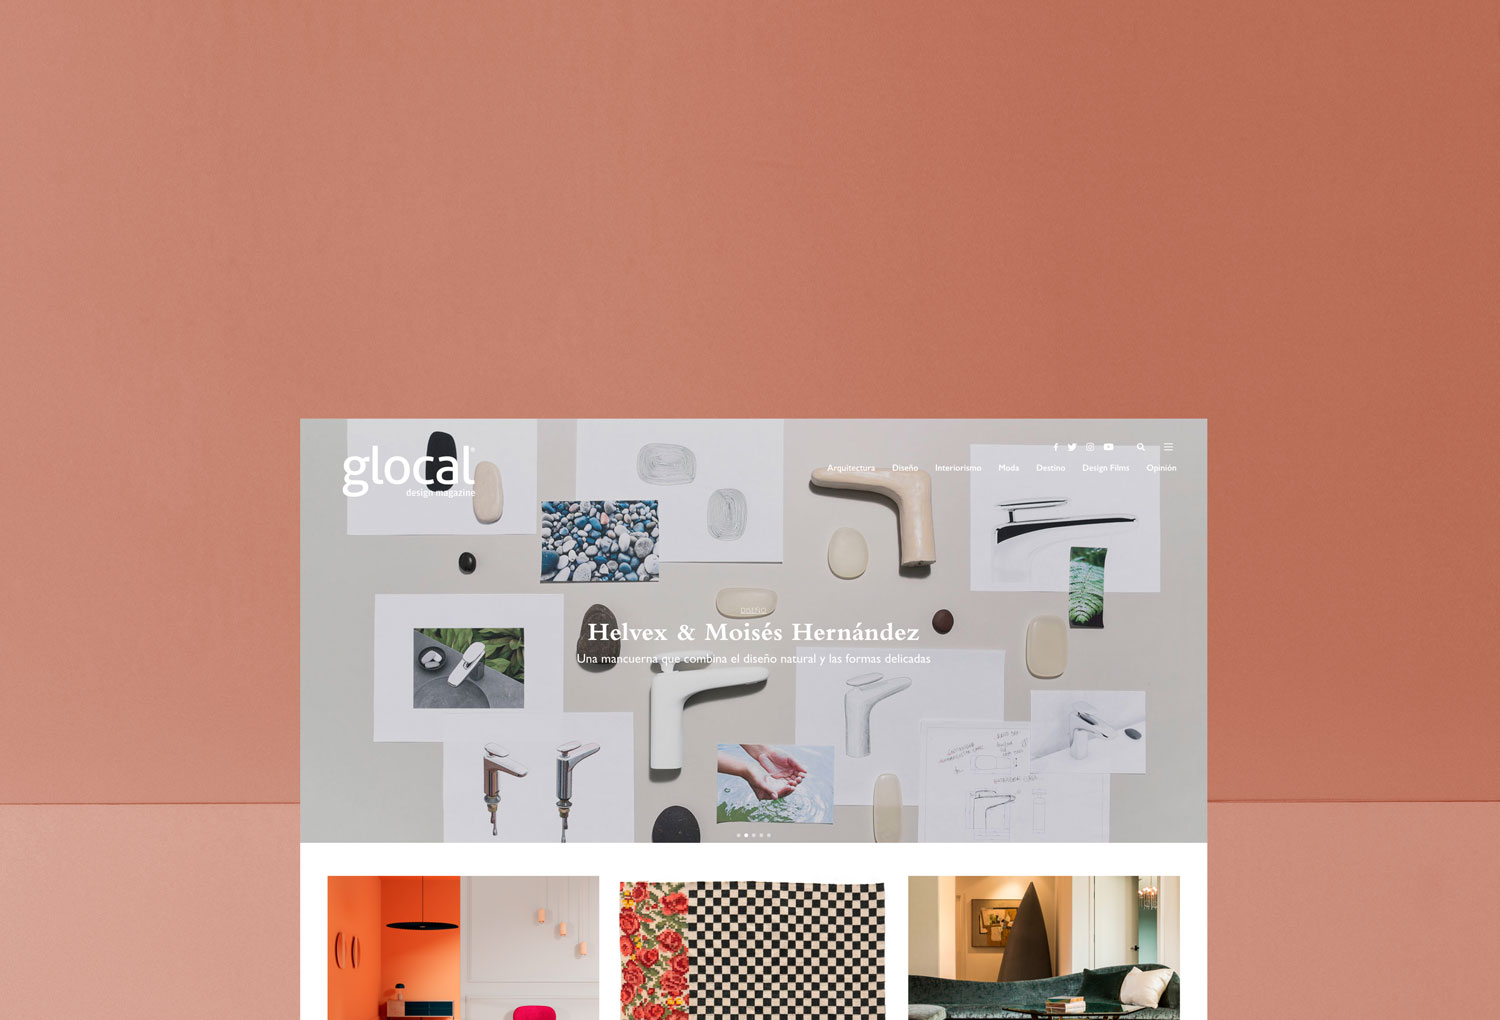 glocal
design magazine
Arquitectura Diseño Interiorismo Moda Destino Design Films Opinión
DISEÑO
Helvex & Moisés Hernández
Una mancuerna que combina el diseño natural y las formas delicadas